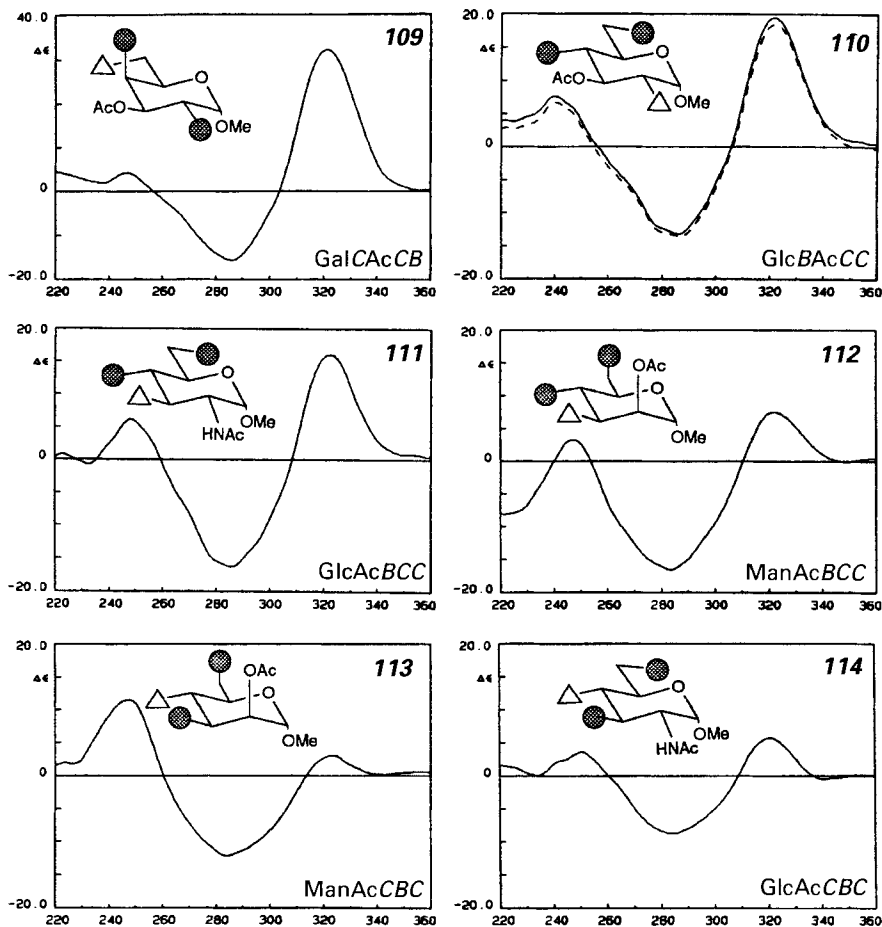 40.0 109
Δε
20.0
AcO O OMe
0
-20.0 GalCAcCB
220 240 260 280 300 320 340 360
20.0 110
Δε
AcO O OMe
0
-20.0 GlcBAcCC
220 240 260 280 300 320 340 360
20.0 111
Δε
O OMe
HNAc
0
-20.0 GlcAcBCC
220 240 260 280 300 320 340 360
20.0 112
Δε
OAc
O
OMe
0
-20.0 ManAcBCC
220 240 260 280 300 320 340 360
20.0 113
Δε
OAc
O
OMe
0
-20.0 ManAcCBC
220 240 260 280 300 320 340 360
20.0 114
Δε
O
OMe
HNAc
0
-20.0 GlcAcCBC
220 240 260 280 300 320 340 360